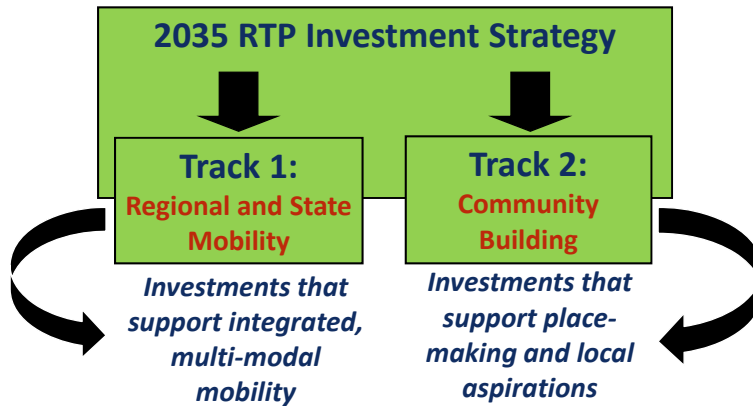 2035 RTP Investment Strategy
Track 1:
Regional and State
Mobility
Investments that
support integrated,
multi-modal
mobility
Track 2:
Community
Building
Investments that
support place-
making and local
aspirations